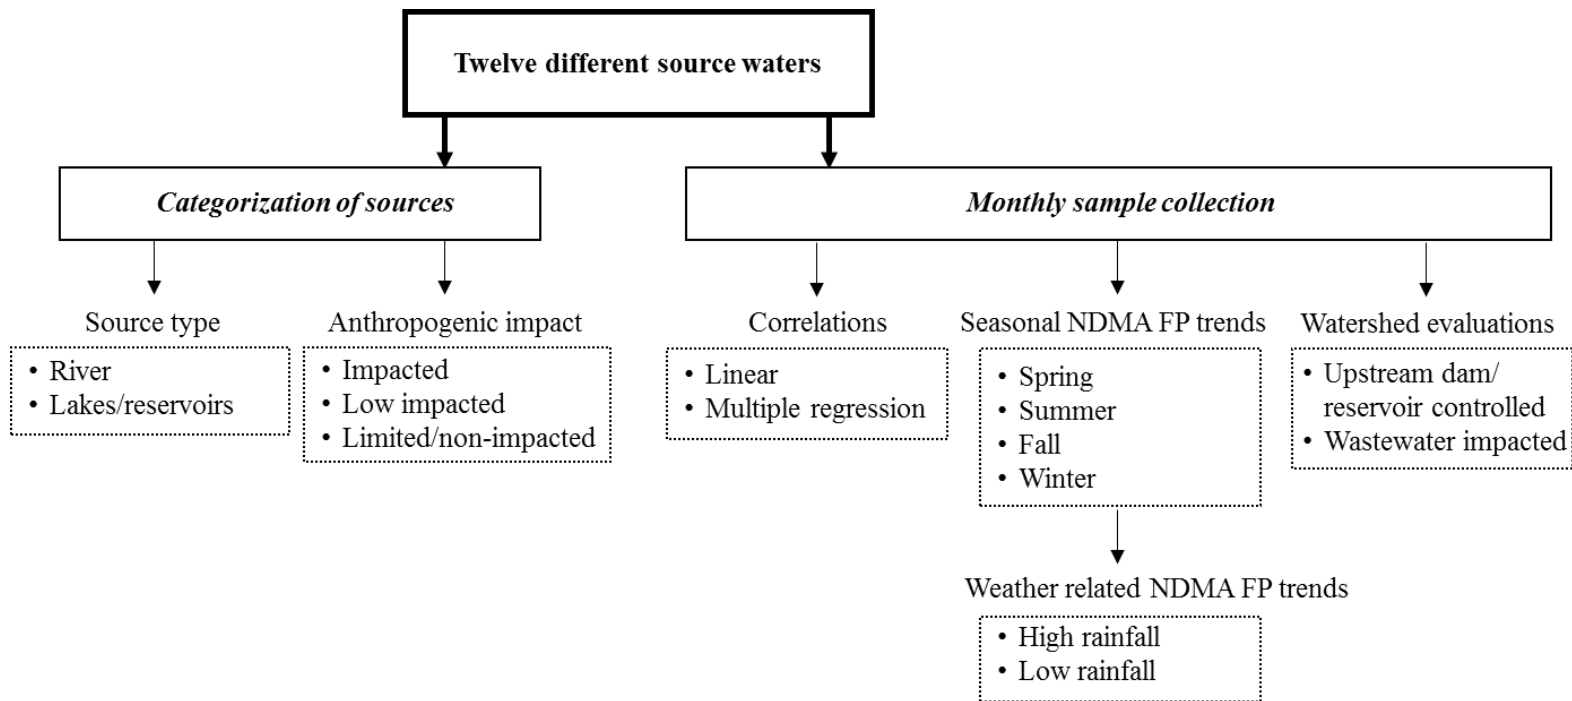 Twelve different source waters
Categorization of sources
Monthly sample collection
Source type
• River
• Lakes/reservoirs
Anthropogenic impact
• Impacted
• Low impacted
• Limited/non-impacted
Correlations
• Linear
• Multiple regression
Seasonal NDMA FP trends
• Spring
• Summer
• Fall
• Winter
Watershed evaluations
• Upstream dam/
reservoir controlled
• Wastewater impacted
Weather related NDMA FP trends
• High rainfall
• Low rainfall